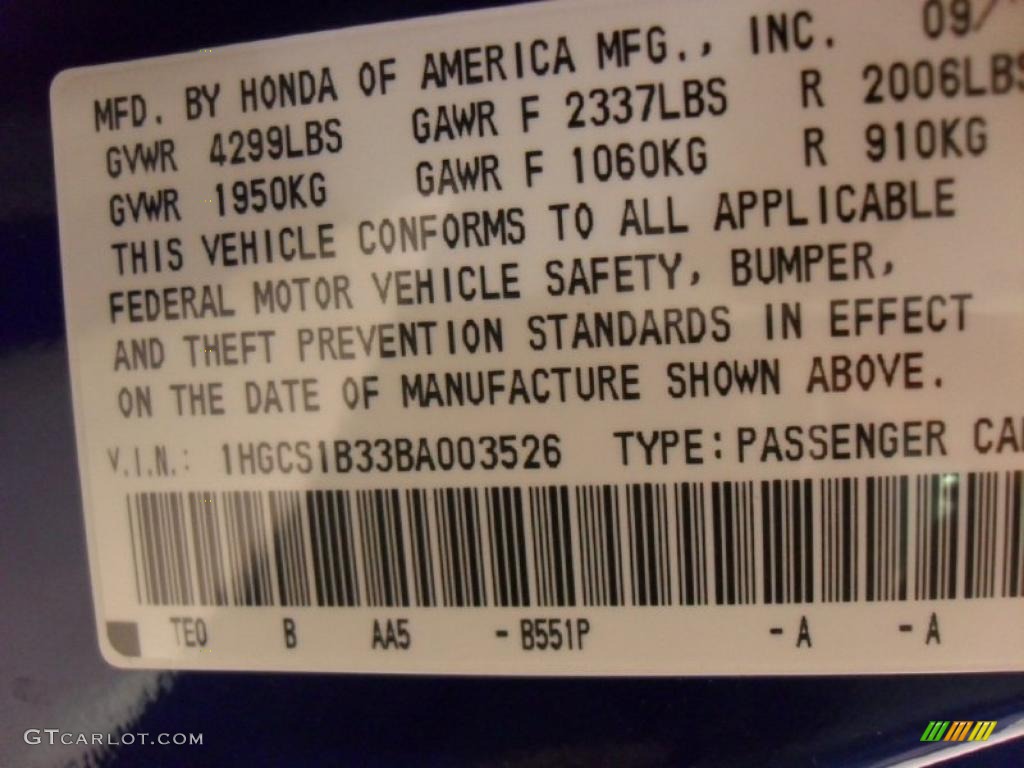 MFD. BY HONDA OF AMERICA MFG., INC. 09/
GVWR 4299LBS GAWR F 2337LBS R 2006LBS
GVWR 1950KG GAWR F 1060KG R 910KG
THIS VEHICLE CONFORMS TO ALL APPLICABLE
FEDERAL MOTOR VEHICLE SAFETY, BUMPER,
AND THEFT PREVENTION STANDARDS IN EFFECT
ON THE DATE OF MANUFACTURE SHOWN ABOVE.
V.I.N.: 1HGCS1B33BA003526 TYPE: PASSENGER CA
TE0 B AA5 - B551P - A - A
GTCARLOT.COM